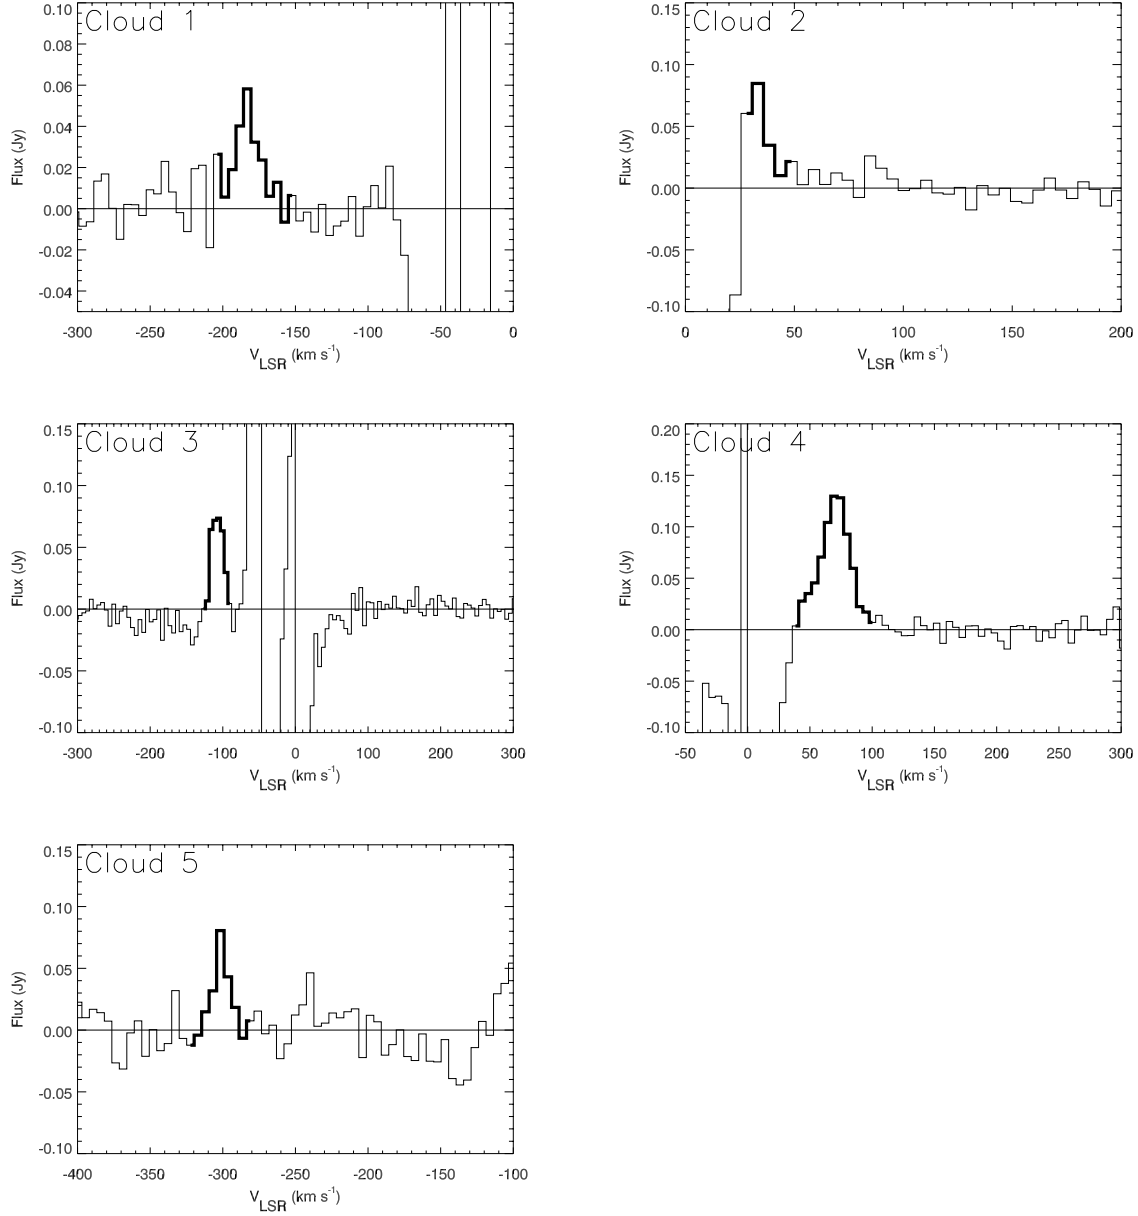 Cloud 1
0.10
0.08
0.06
0.04
0.02
0.00
-0.02
-0.04
Flux (Jy)
-300 -250 -200 -150 -100 -50 0
V_LSR (km s⁻¹)
Cloud 2
0.15
0.10
0.05
0.00
-0.05
-0.10
Flux (Jy)
0 50 100 150 200
V_LSR (km s⁻¹)
Cloud 3
0.15
0.10
0.05
0.00
-0.05
-0.10
Flux (Jy)
-300 -200 -100 0 100 200 300
V_LSR (km s⁻¹)
Cloud 4
0.20
0.15
0.10
0.05
0.00
-0.05
-0.10
Flux (Jy)
-50 0 50 100 150 200 250 300
V_LSR (km s⁻¹)
Cloud 5
0.15
0.10
0.05
0.00
-0.05
-0.10
Flux (Jy)
-400 -350 -300 -250 -200 -150 -100
V_LSR (km s⁻¹)